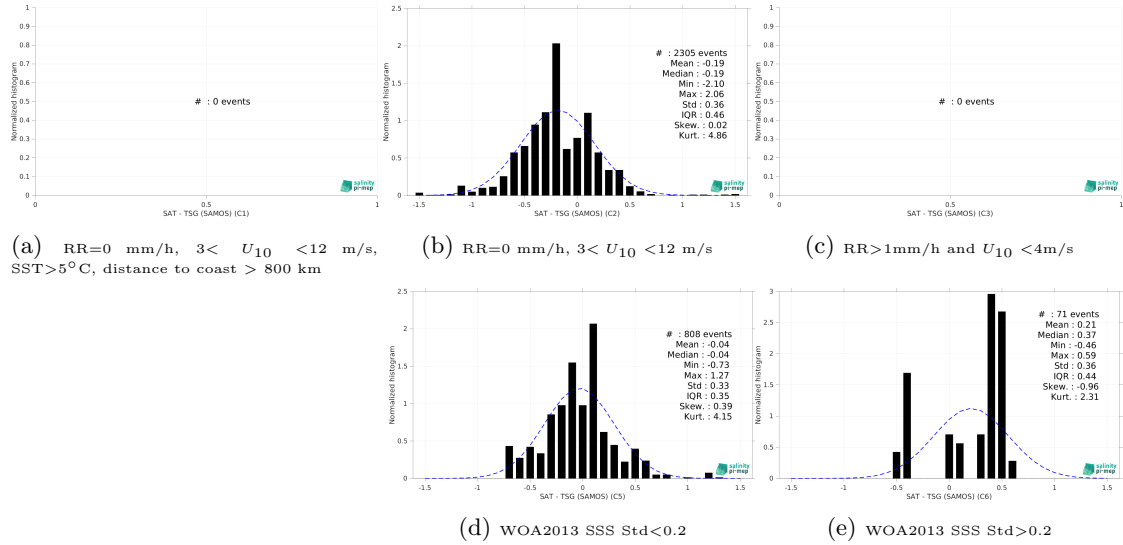 1
0.9
0.8
0.7
0.6
0.5
0.4
0.3
0.2
0.1
0
Normalized histogram
# : 0 events
salinity
pi-mep
0 0.5 1
SAT - TSG (SAMOS) (C1)
(a) RR=0 mm/h, 3< U10 <12 m/s,
SST>5°C, distance to coast > 800 km
2.5
2
1.5
1
0.5
0
Normalized histogram
# : 2305 events
Mean : -0.19
Median : -0.19
Min : -2.10
Max : 2.06
Std : 0.36
IQR : 0.46
Skew. : 0.02
Kurt. : 4.86
salinity
pi-mep
-1.5 -1 -0.5 0 0.5 1 1.5
SAT - TSG (SAMOS) (C2)
(b) RR=0 mm/h, 3< U10 <12 m/s
1
0.9
0.8
0.7
0.6
0.5
0.4
0.3
0.2
0.1
0
Normalized histogram
# : 0 events
salinity
pi-mep
0 0.5 1
SAT - TSG (SAMOS) (C3)
(c) RR>1mm/h and U10 <4m/s
2.5
2
1.5
1
0.5
0
Normalized histogram
# : 808 events
Mean : -0.04
Median : -0.04
Min : -0.73
Max : 1.27
Std : 0.33
IQR : 0.35
Skew. : 0.39
Kurt. : 4.15
salinity
pi-mep
-1.5 -1 -0.5 0 0.5 1 1.5
SAT - TSG (SAMOS) (C5)
(d) WOA2013 SSS Std<0.2
3
2.5
2
1.5
1
0.5
0
Normalized histogram
# : 71 events
Mean : 0.21
Median : 0.37
Min : -0.46
Max : 0.59
Std : 0.36
IQR : 0.44
Skew. : -0.96
Kurt. : 2.31
salinity
pi-mep
-1.5 -1 -0.5 0 0.5 1 1.5
SAT - TSG (SAMOS) (C6)
(e) WOA2013 SSS Std>0.2